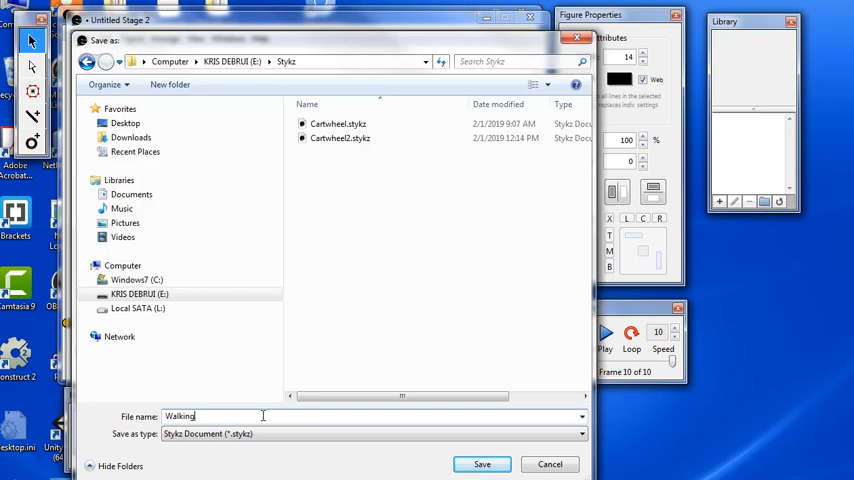 • Untitled Stage 2
Figure Properties
Library
Save as:
Computer
KRIS DEBRUI (E:)
Stykz
Search Stykz
14
Organize
New folder
Web
Favorites
Desktop
Downloads
Recent Places
Name
Date modified
Type
Cartwheel.stykz
2/1/2019 9:07 AM
Stykz Docu
Cartwheel2.stykz
2/1/2019 12:14 PM
Stykz Docu
100
%
0
Libraries
Documents
Music
Pictures
Videos
X L C R
T
M
B
Computer
Windows7 (C:)
KRIS DEBRUI (E:)
Local SATA (L:)
Network
Adobe
Acrobat...
Brackets
Camtasia 9
Construct 2
Desktop.ini
10
Play
Loop
Speed
Frame 10 of 10
File name:
Walking
Save as type:
Stykz Document (*.stykz)
Hide Folders
Save
Cancel